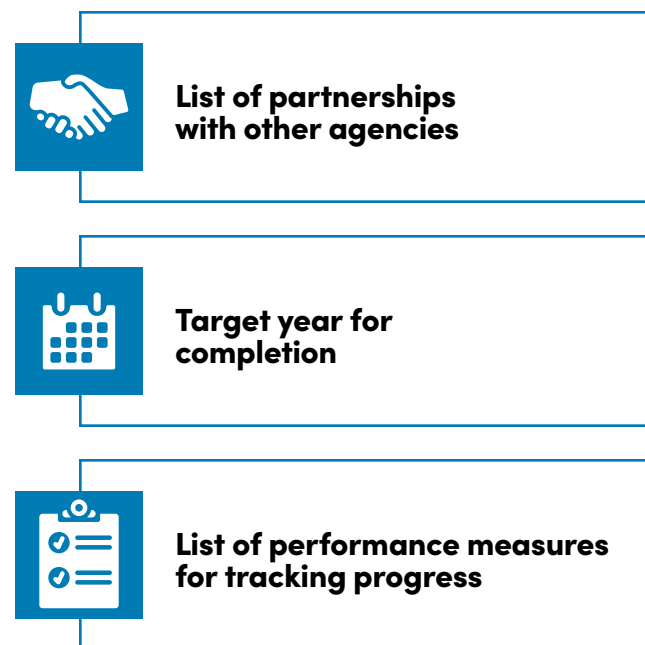 List of partnerships
with other agencies
Target year for
completion
List of performance measures
for tracking progress